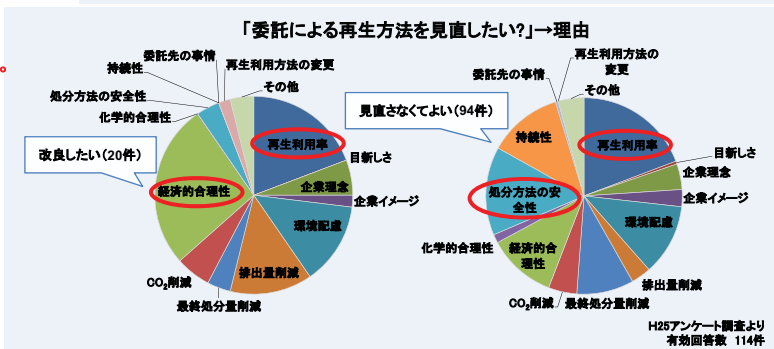 「委託による再生方法を見直したい?」→理由
委託先の事情
再生利用方法の変更
持続性
その他
処分方法の安全性
化学的合理性
改良したい（20件）
再生利用率
経済的合理性
企業理念
企業イメージ
環境配慮
CO₂削減
排出量削減
最終処分量削減
再生利用方法の
変更
委託先の事情
その他
見直さなくてよい（94件）
持続性
再生利用率
目新しさ
企業理念
処分方法の安
全性
企業イメージ
環境配慮
化学的合理性
経済的合
理性
排出量削減
CO₂削減
最終処分量削減
H25アンケート調査より
有効回答数 114件